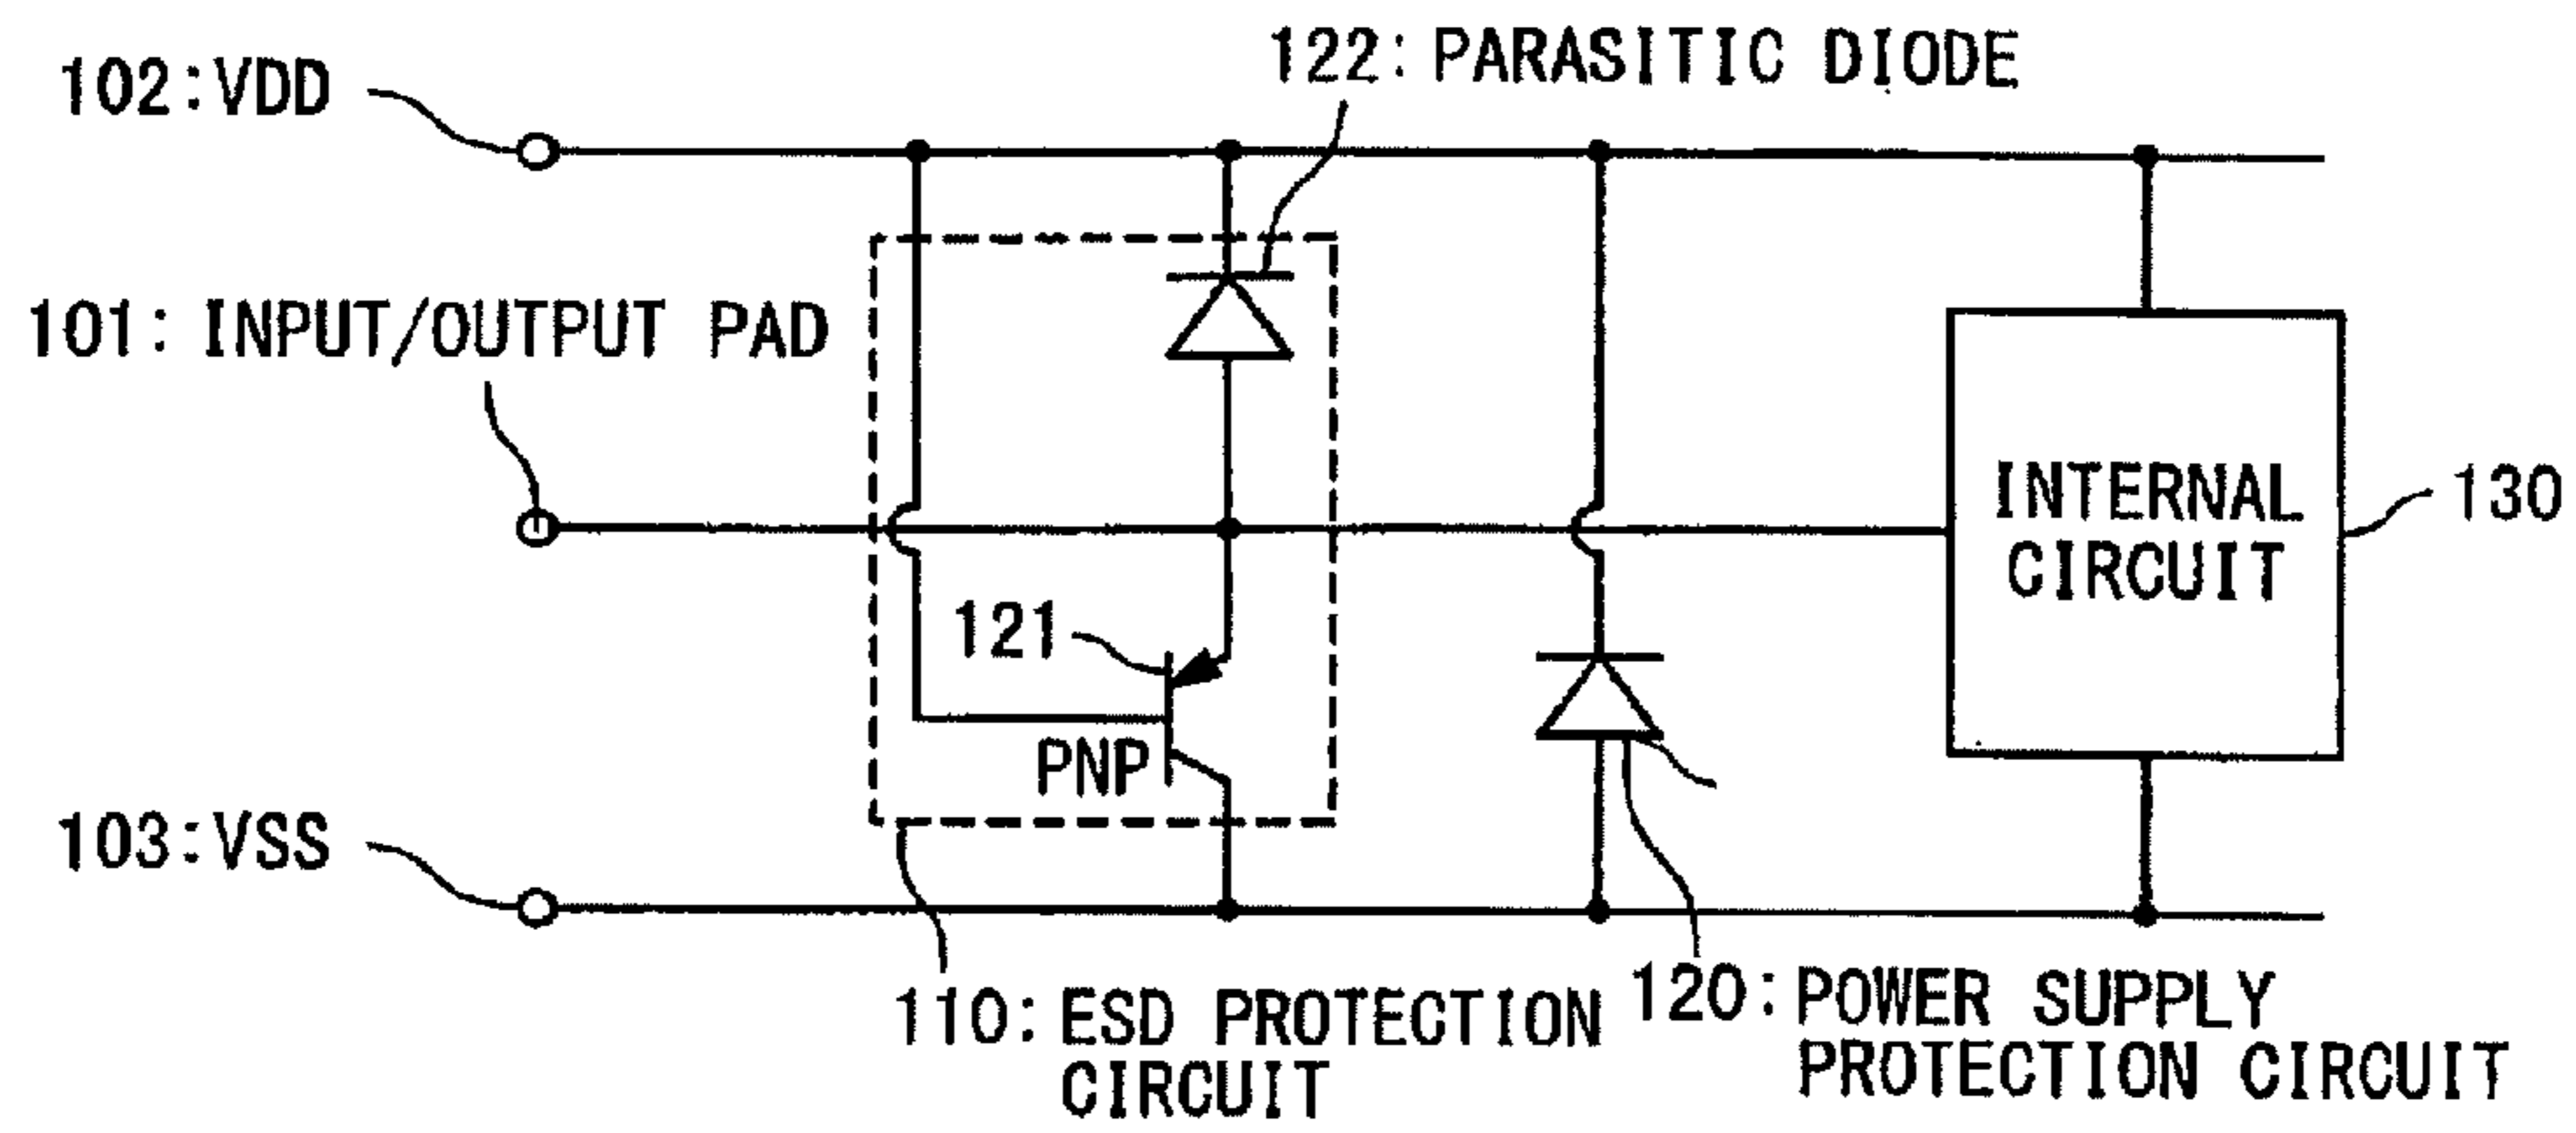 122: PARASITIC DIODE
102:VDD
101: INPUT/OUTPUT PAD
INTERNAL
CIRCUIT
130
121
PNP
103:VSS
110: ESD PROTECTION
CIRCUIT
120: POWER SUPPLY
PROTECTION CIRCUIT